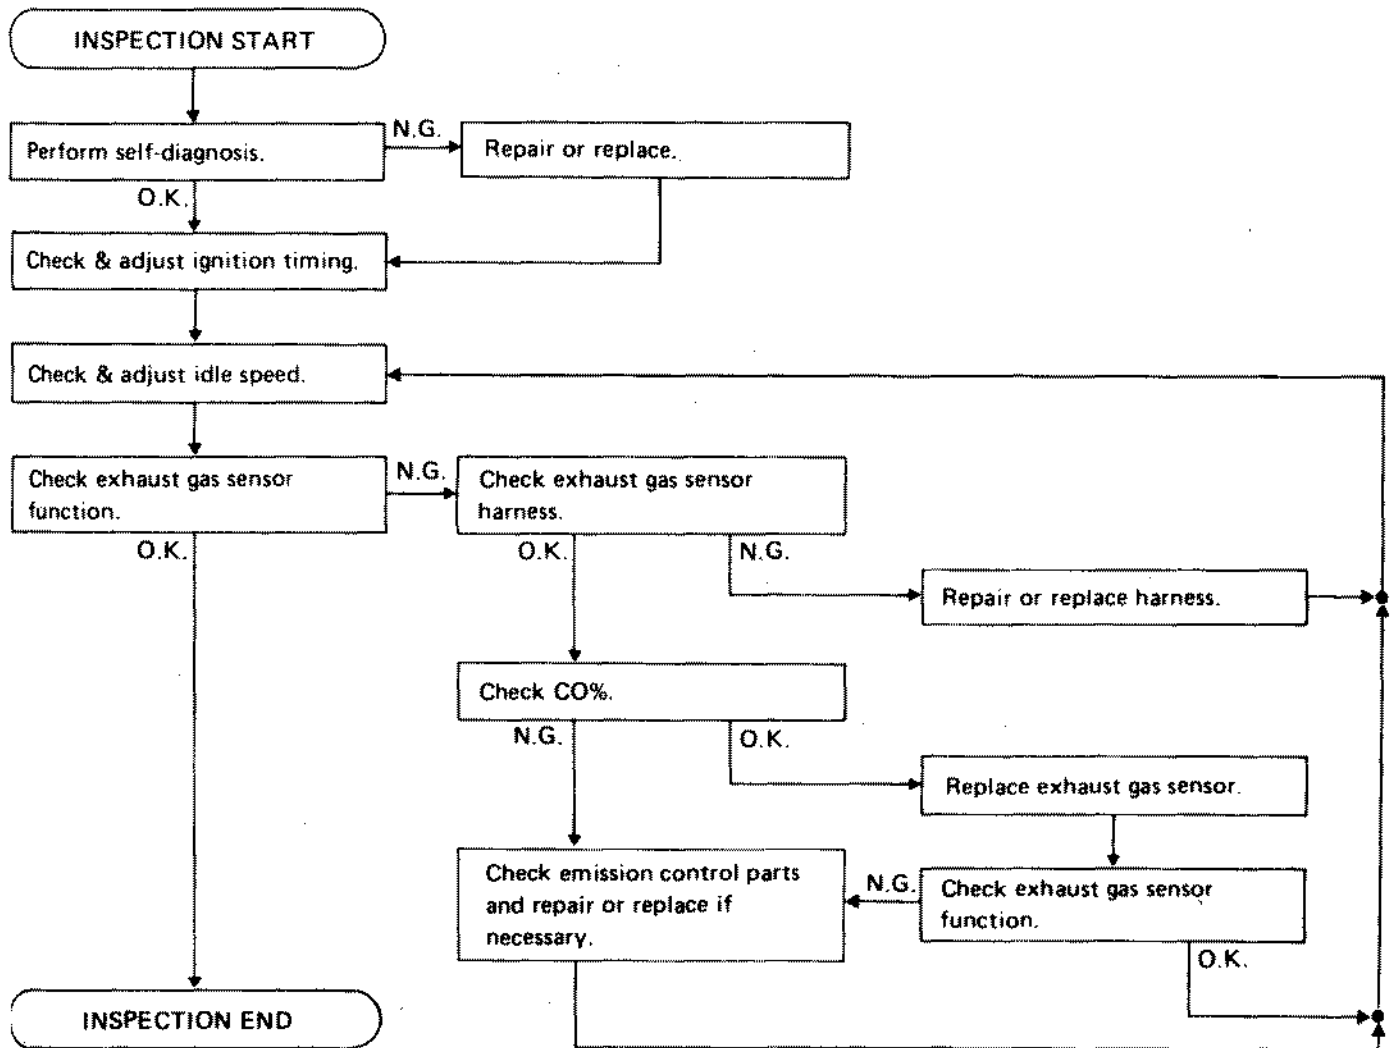 INSPECTION START
Perform self-diagnosis.
N.G.
Repair or replace.
O.K.
Check & adjust ignition timing.
Check & adjust idle speed.
Check exhaust gas sensor
function.
N.G.
Check exhaust gas sensor
harness.
O.K.
O.K.
N.G.
Repair or replace harness.
Check CO%.
N.G.
O.K.
Replace exhaust gas sensor.
Check emission control parts
and repair or replace if
necessary.
N.G.
Check exhaust gas sensor
function.
O.K.
INSPECTION END